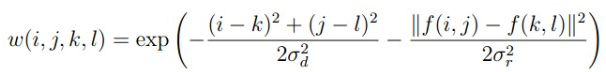 w(i, j, k, l) = exp ( − (i − k)² + (j − l)² / 2σ_d² − ‖f(i, j) − f(k, l)‖² / 2σ_r² )